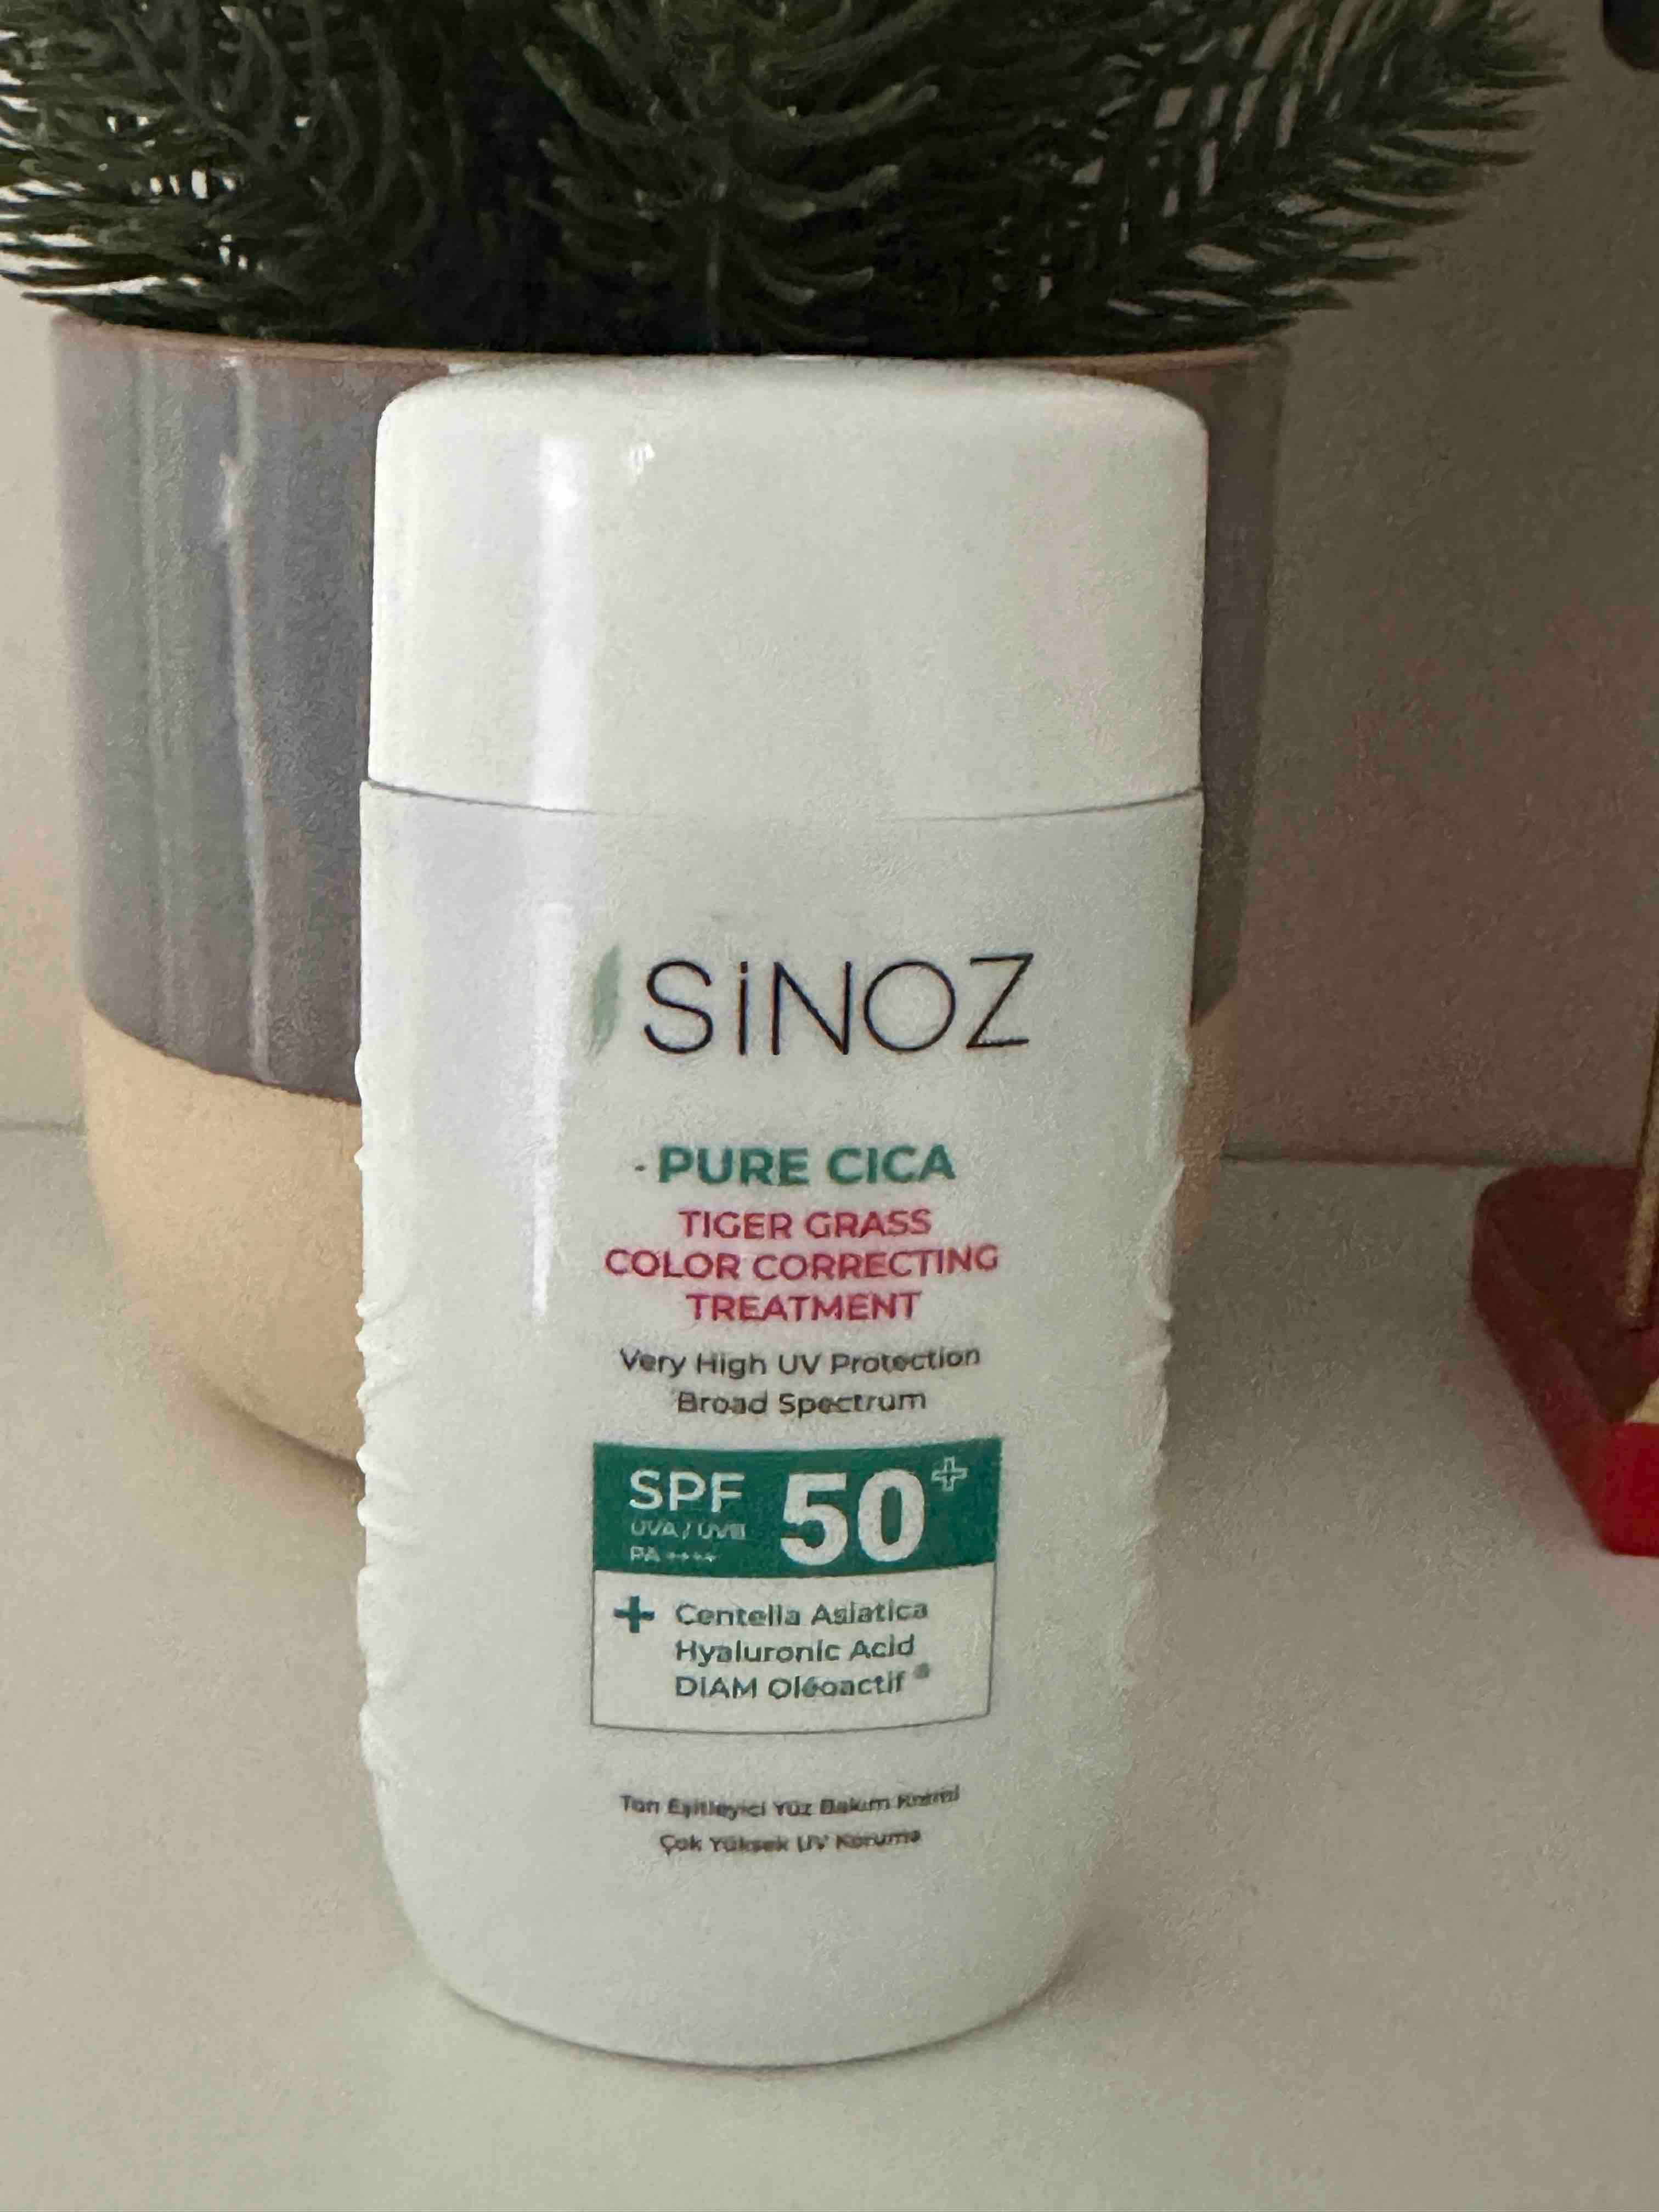 SiNOZ
PURE CICA
TIGER GRASS
COLOR CORRECTING
TREATMENT
Very High UV Protection
Broad Spectrum
SPF 50+
UVA / UVB
PA ++++
+ Centella Asiatica
Hyaluronic Acid
DIAM Oléoactif ®
Ton Eşitleyici Yüz Bakım Kremi
Çok Yüksek UV Koruma